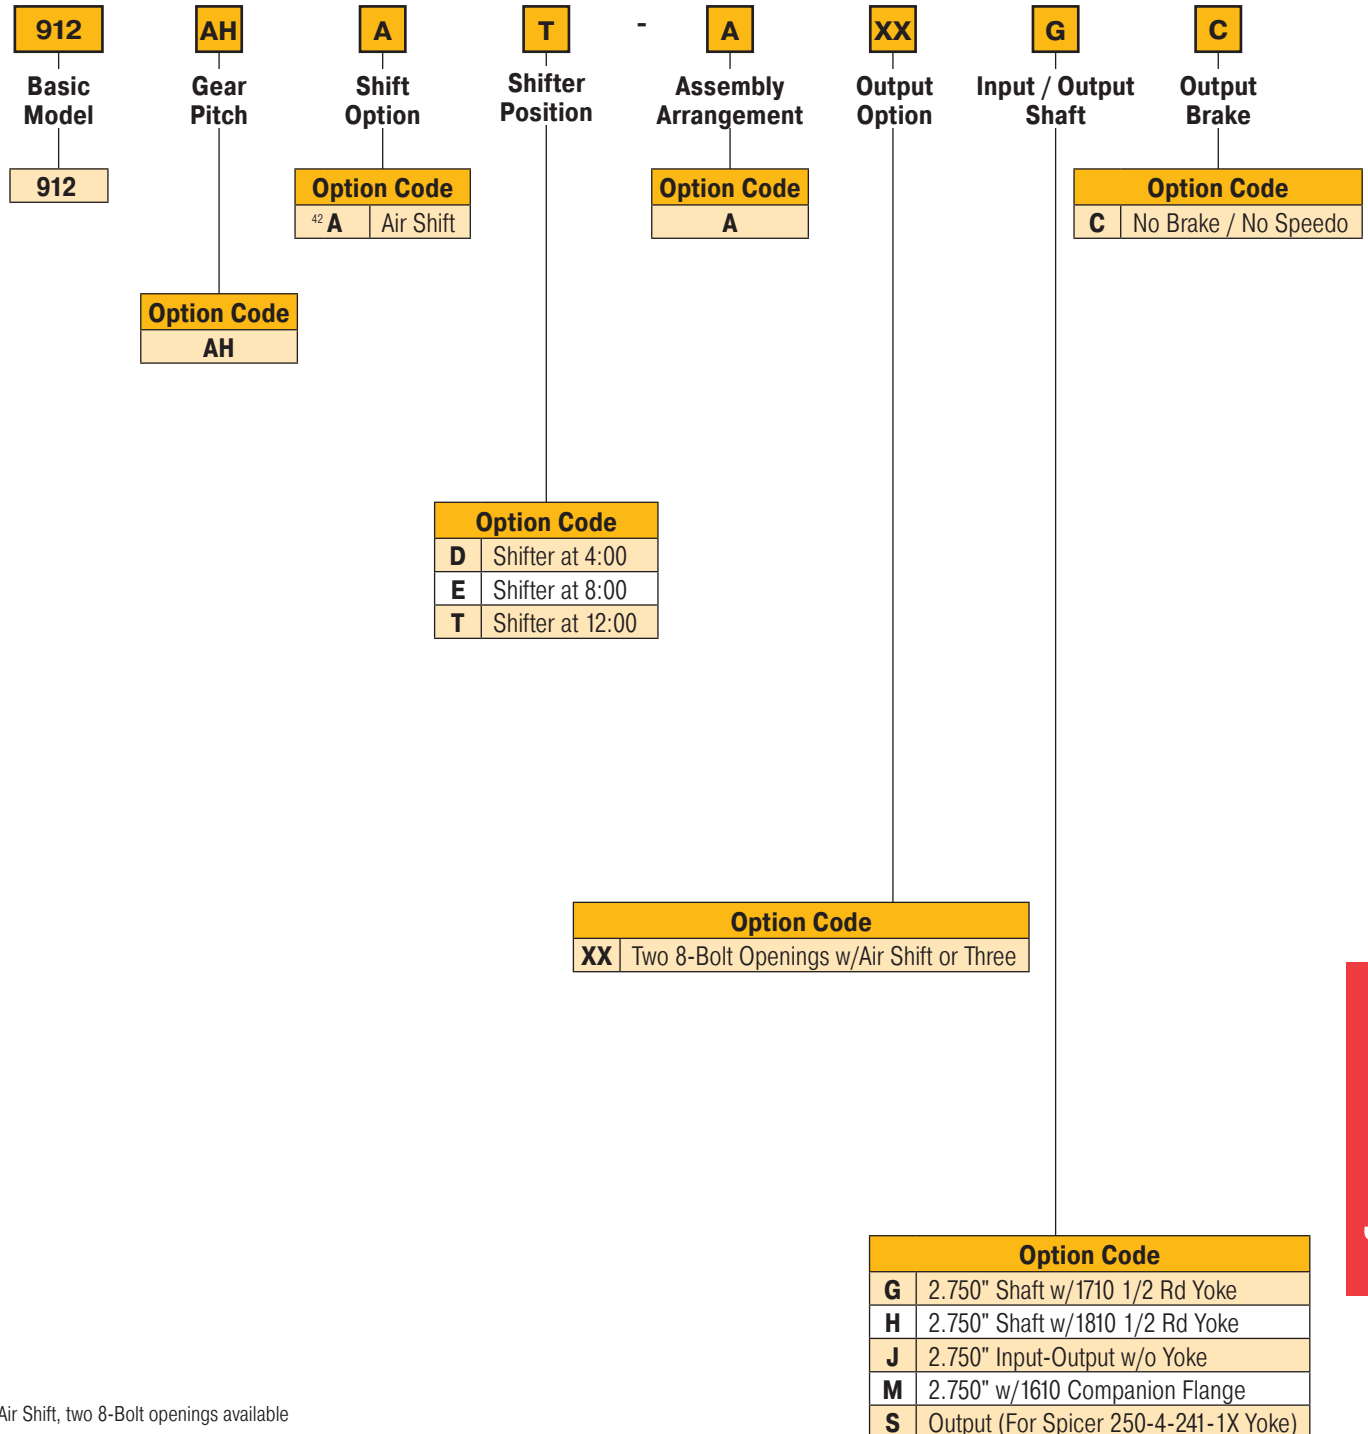 912 AH A T - A XX G C
Basic Model
Gear Pitch
Shift Option
Shifter Position
Assembly Arrangement
Output Option
Input / Output Shaft
Output Brake
912
Option Code
42 A Air Shift
Option Code
A
Option Code
C No Brake / No Speedo
Option Code
AH
Option Code
D Shifter at 4:00
E Shifter at 8:00
T Shifter at 12:00
Option Code
XX Two 8-Bolt Openings w/Air Shift or Three
Option Code
G 2.750" Shaft w/1710 1/2 Rd Yoke
H 2.750" Shaft w/1810 1/2 Rd Yoke
J 2.750" Input-Output w/o Yoke
M 2.750" w/1610 Companion Flange
S Output (For Spicer 250-4-241-1X Yoke)
Air Shift, two 8-Bolt openings available